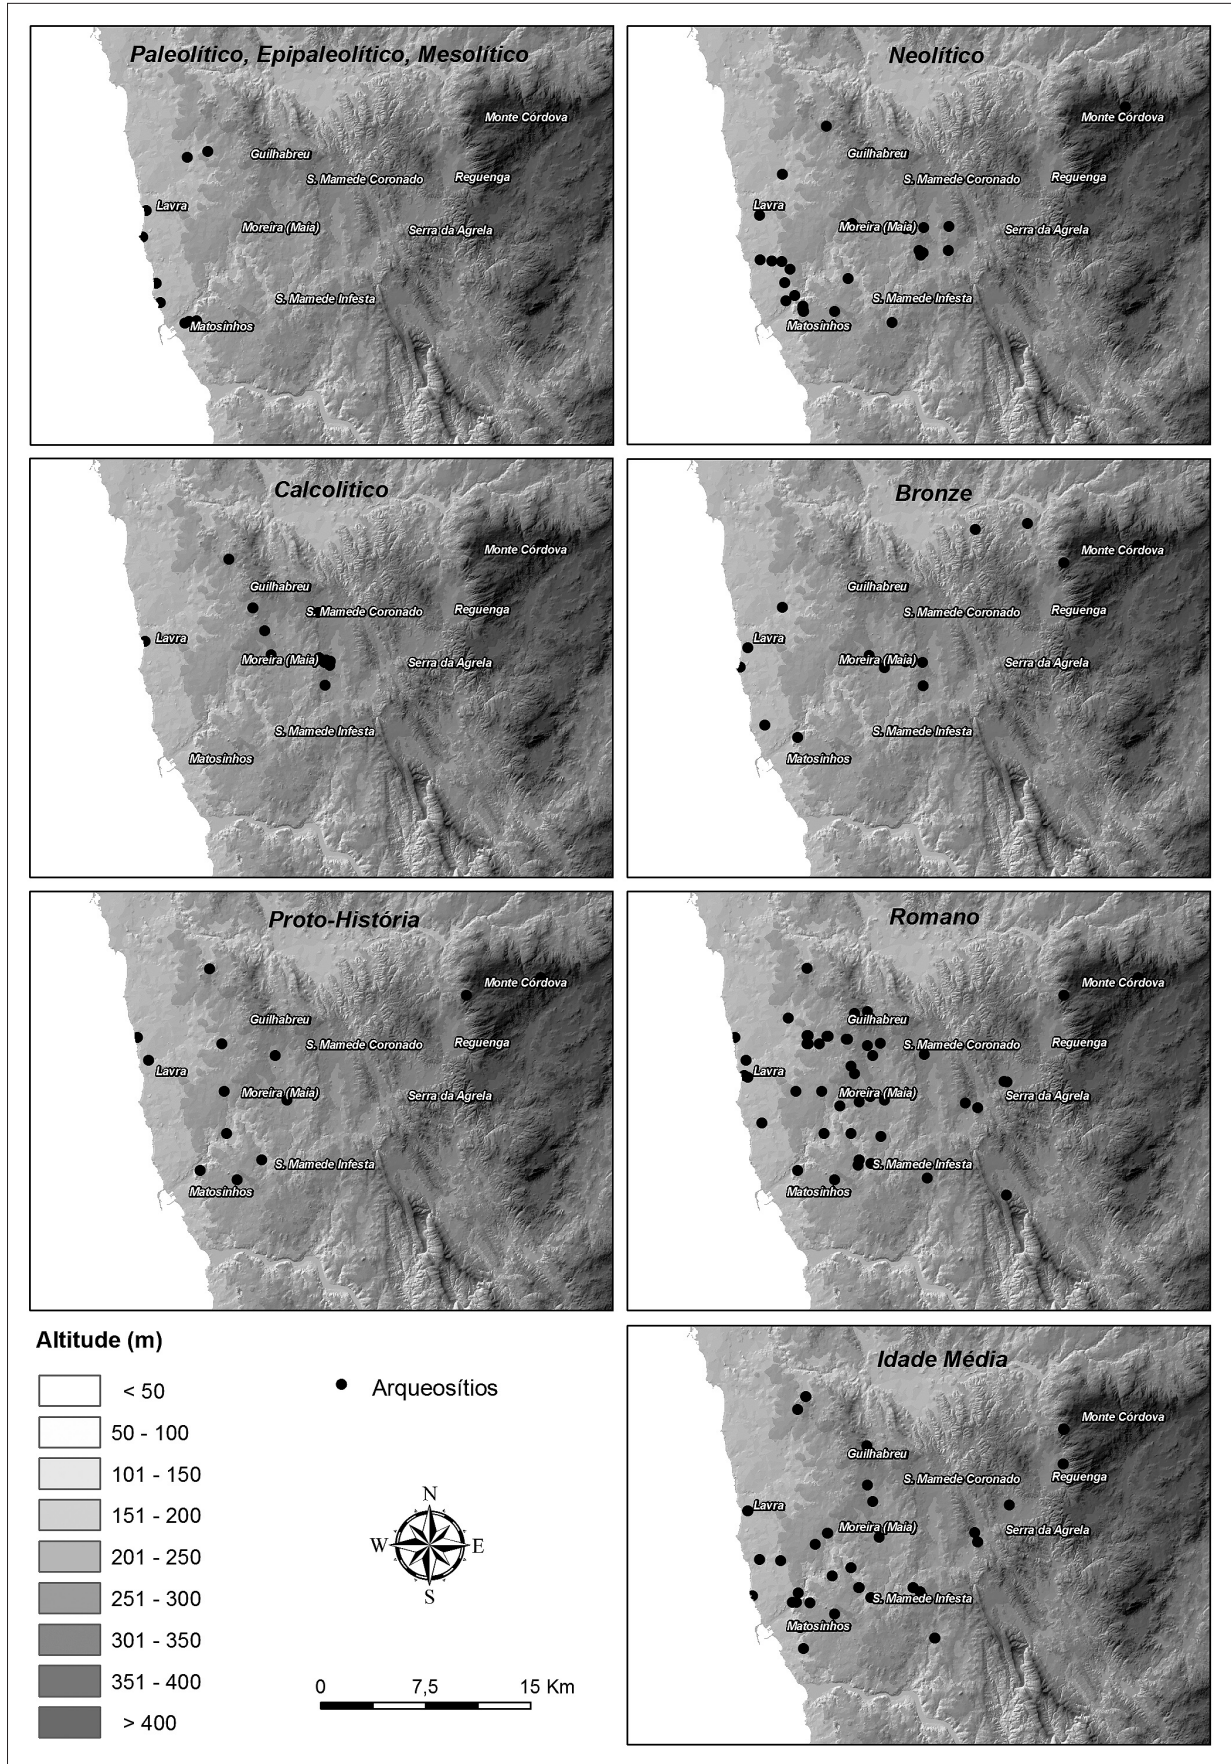 Paleolítico, Epipaleolítico, Mesolítico
Monte Córdova
Guilhabreu
S. Mamede Coronado
Reguenga
Lavra
Moreira (Maia)
Serra da Agrela
S. Mamede Infesta
Matosinhos
Neolítico
Monte Córdova
Guilhabreu
S. Mamede Coronado
Reguenga
Lavra
Moreira (Maia)
Serra da Agrela
S. Mamede Infesta
Matosinhos
Calcolitico
Monte Córdova
Guilhabreu
S. Mamede Coronado
Reguenga
Lavra
Moreira (Maia)
Serra da Agrela
S. Mamede Infesta
Matosinhos
Bronze
Monte Córdova
Guilhabreu
S. Mamede Coronado
Reguenga
Lavra
Moreira (Maia)
Serra da Agrela
S. Mamede Infesta
Matosinhos
Proto-História
Monte Córdova
Guilhabreu
S. Mamede Coronado
Reguenga
Lavra
Moreira (Maia)
Serra da Agrela
S. Mamede Infesta
Matosinhos
Romano
Monte Córdova
Guilhabreu
S. Mamede Coronado
Reguenga
Lavra
Moreira (Maia)
Serra da Agrela
S. Mamede Infesta
Matosinhos
Altitude (m)
< 50
50 - 100
101 - 150
151 - 200
201 - 250
251 - 300
301 - 350
351 - 400
> 400
Arqueosítios
N
W E
S
0 7,5 15 Km
Idade Média
Monte Córdova
Guilhabreu
S. Mamede Coronado
Reguenga
Lavra
Moreira (Maia)
Serra da Agrela
S. Mamede Infesta
Matosinhos